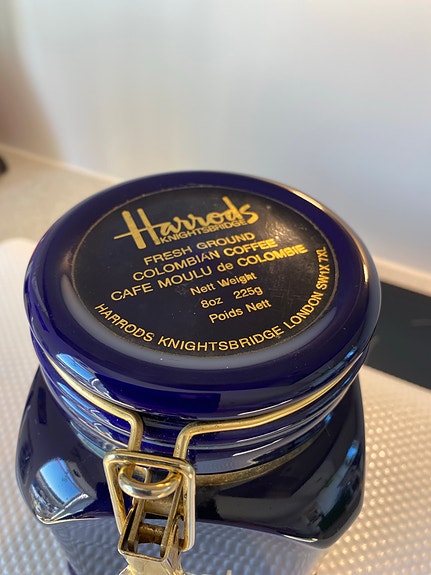 Harrods
KNIGHTSBRIDGE
FRESH GROUND
COLOMBIAN COFFEE
CAFE MOULU de COLOMBIE
Nett Weight
8oz 225g
Poids Nett
HARRODS KNIGHTSBRIDGE LONDON SW1X 7XL